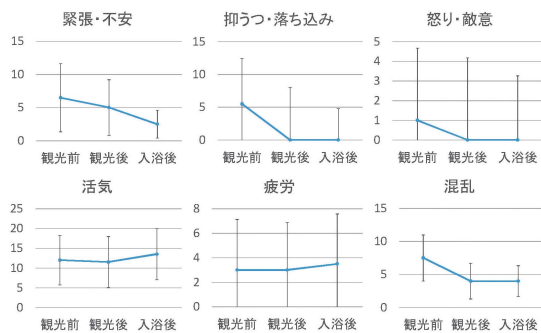 緊張・不安
15
10
5
0
観光前 観光後 入浴後
抑うつ・落ち込み
15
10
5
0
観光前 観光後 入浴後
怒り・敵意
5
4
3
2
1
0
観光前 観光後 入浴後
活気
25
20
15
10
5
0
観光前 観光後 入浴後
疲労
8
6
4
2
0
観光前 観光後 入浴後
混乱
15
10
5
0
観光前 観光後 入浴後